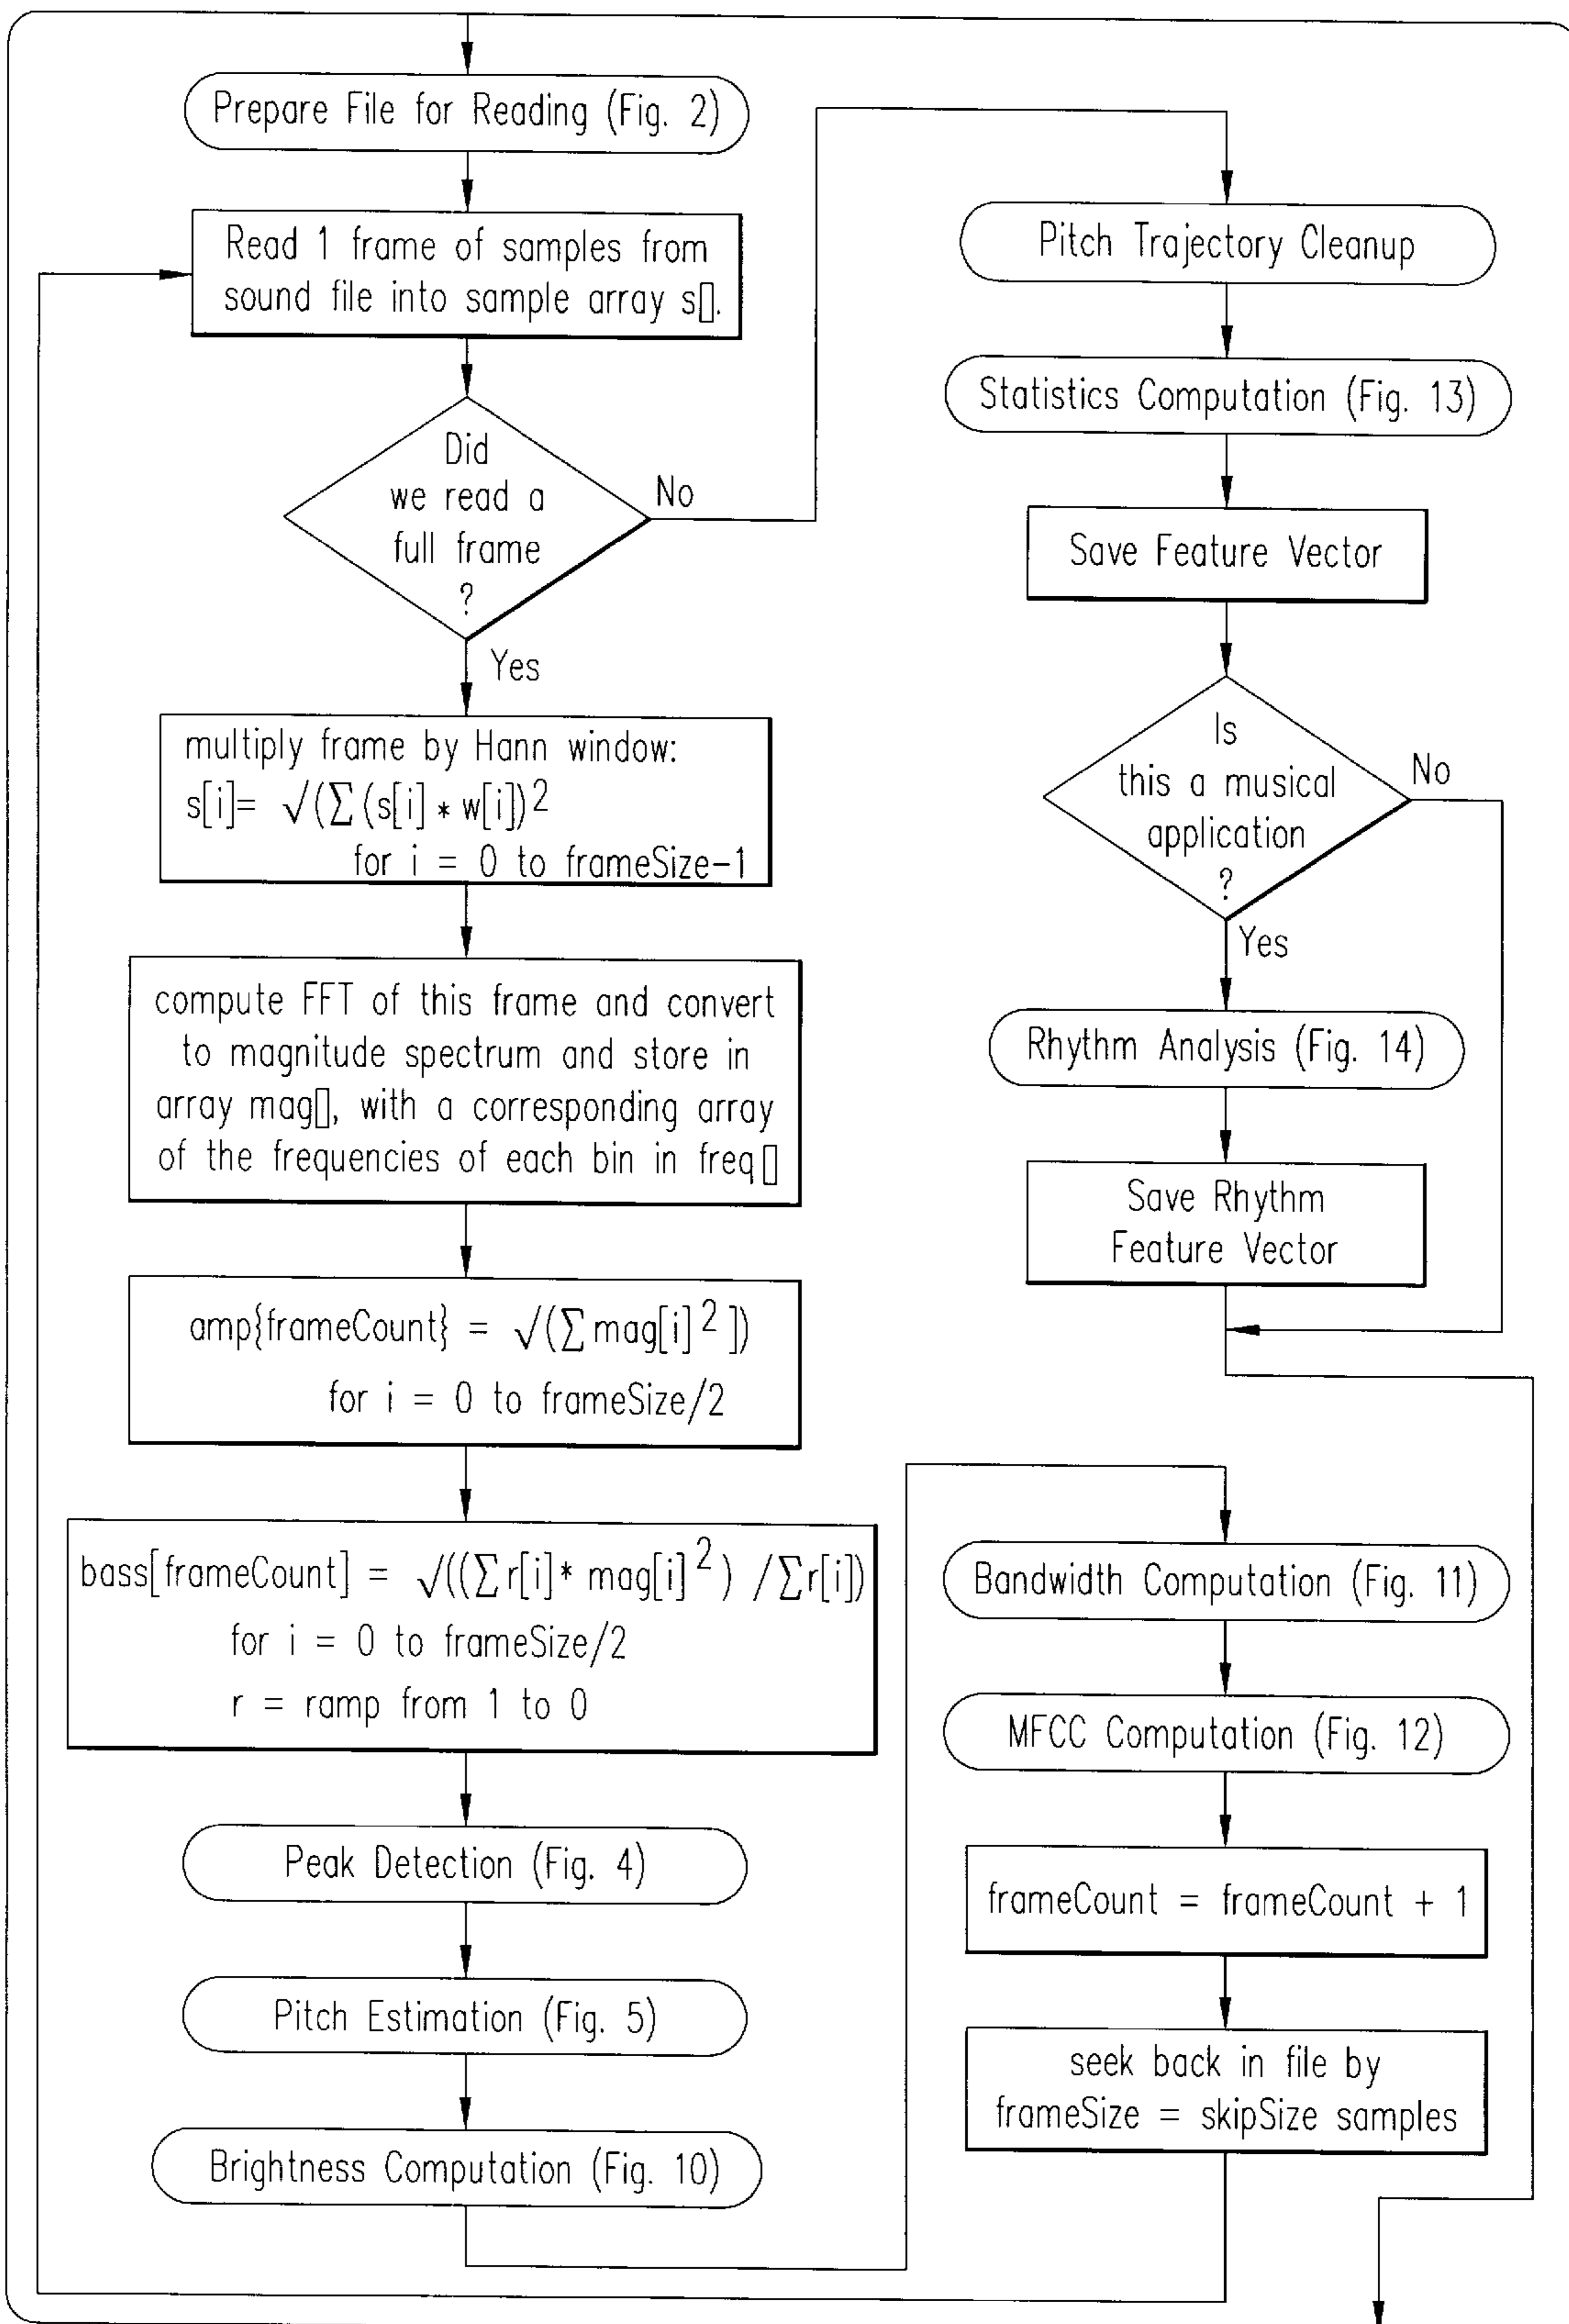 Prepare File for Reading (Fig. 2)
Read 1 frame of samples from
sound file into sample array s[].
Did
we read a
full frame
?
No
Yes
multiply frame by Hann window:
s[i]= √(∑(s[i] * w[i])²
for i = 0 to frameSize-1
compute FFT of this frame and convert
to magnitude spectrum and store in
array mag[], with a corresponding array
of the frequencies of each bin in freq[]
amp{frameCount} = √(∑mag[i]²])
for i = 0 to frameSize/2
bass[frameCount] = √((∑r[i]* mag[i]²) /∑r[i])
for i = 0 to frameSize/2
r = ramp from 1 to 0
Peak Detection (Fig. 4)
Pitch Estimation (Fig. 5)
Brightness Computation (Fig. 10)
Pitch Trajectory Cleanup
Statistics Computation (Fig. 13)
Save Feature Vector
Is
this a musical
application
?
No
Yes
Rhythm Analysis (Fig. 14)
Save Rhythm
Feature Vector
Bandwidth Computation (Fig. 11)
MFCC Computation (Fig. 12)
frameCount = frameCount + 1
seek back in file by
frameSize = skipSize samples